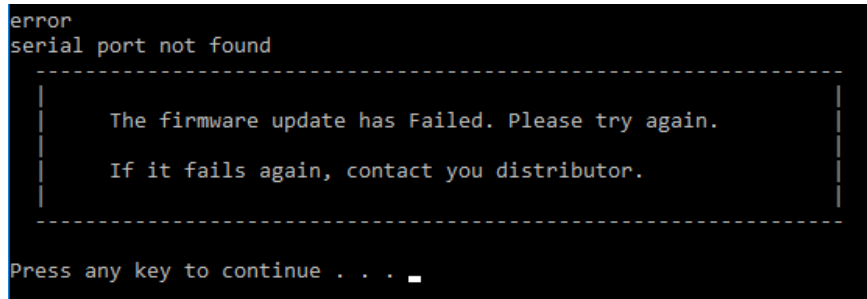 error
serial port not found
The firmware update has Failed. Please try again.
If it fails again, contact you distributor.
Press any key to continue . . .